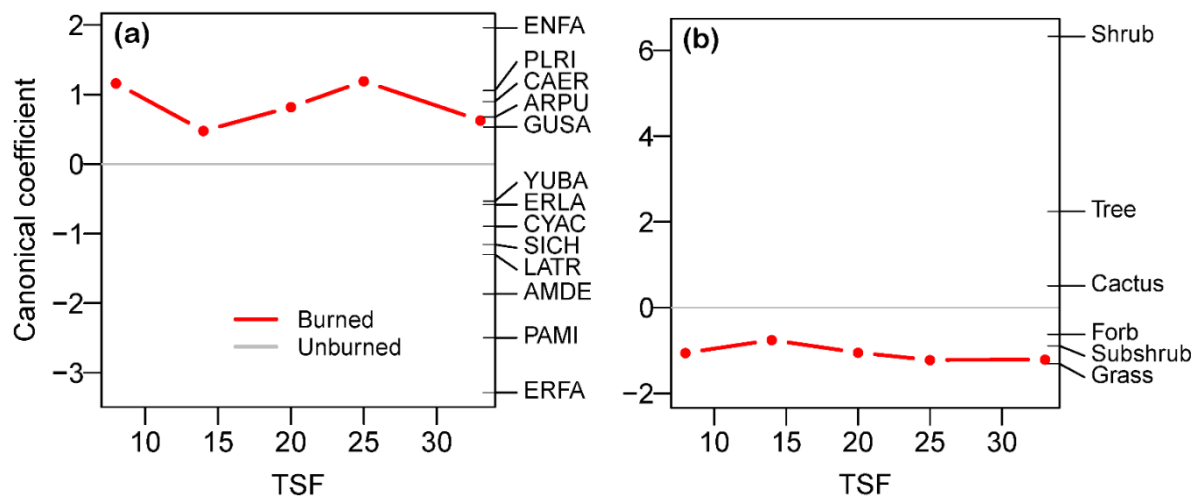 (a)
Canonical coefficient
2
1
0
−1
−2
−3
ENFA
PLRI
CAER
ARPU
GUSA
YUBA
ERLA
CYAC
SICH
LATR
AMDE
PAMI
ERFA
Burned
Unburned
10 15 20 25 30
TSF
(b)
6
4
2
0
−2
Shrub
Tree
Cactus
Forb
Subshrub
Grass
10 15 20 25 30
TSF